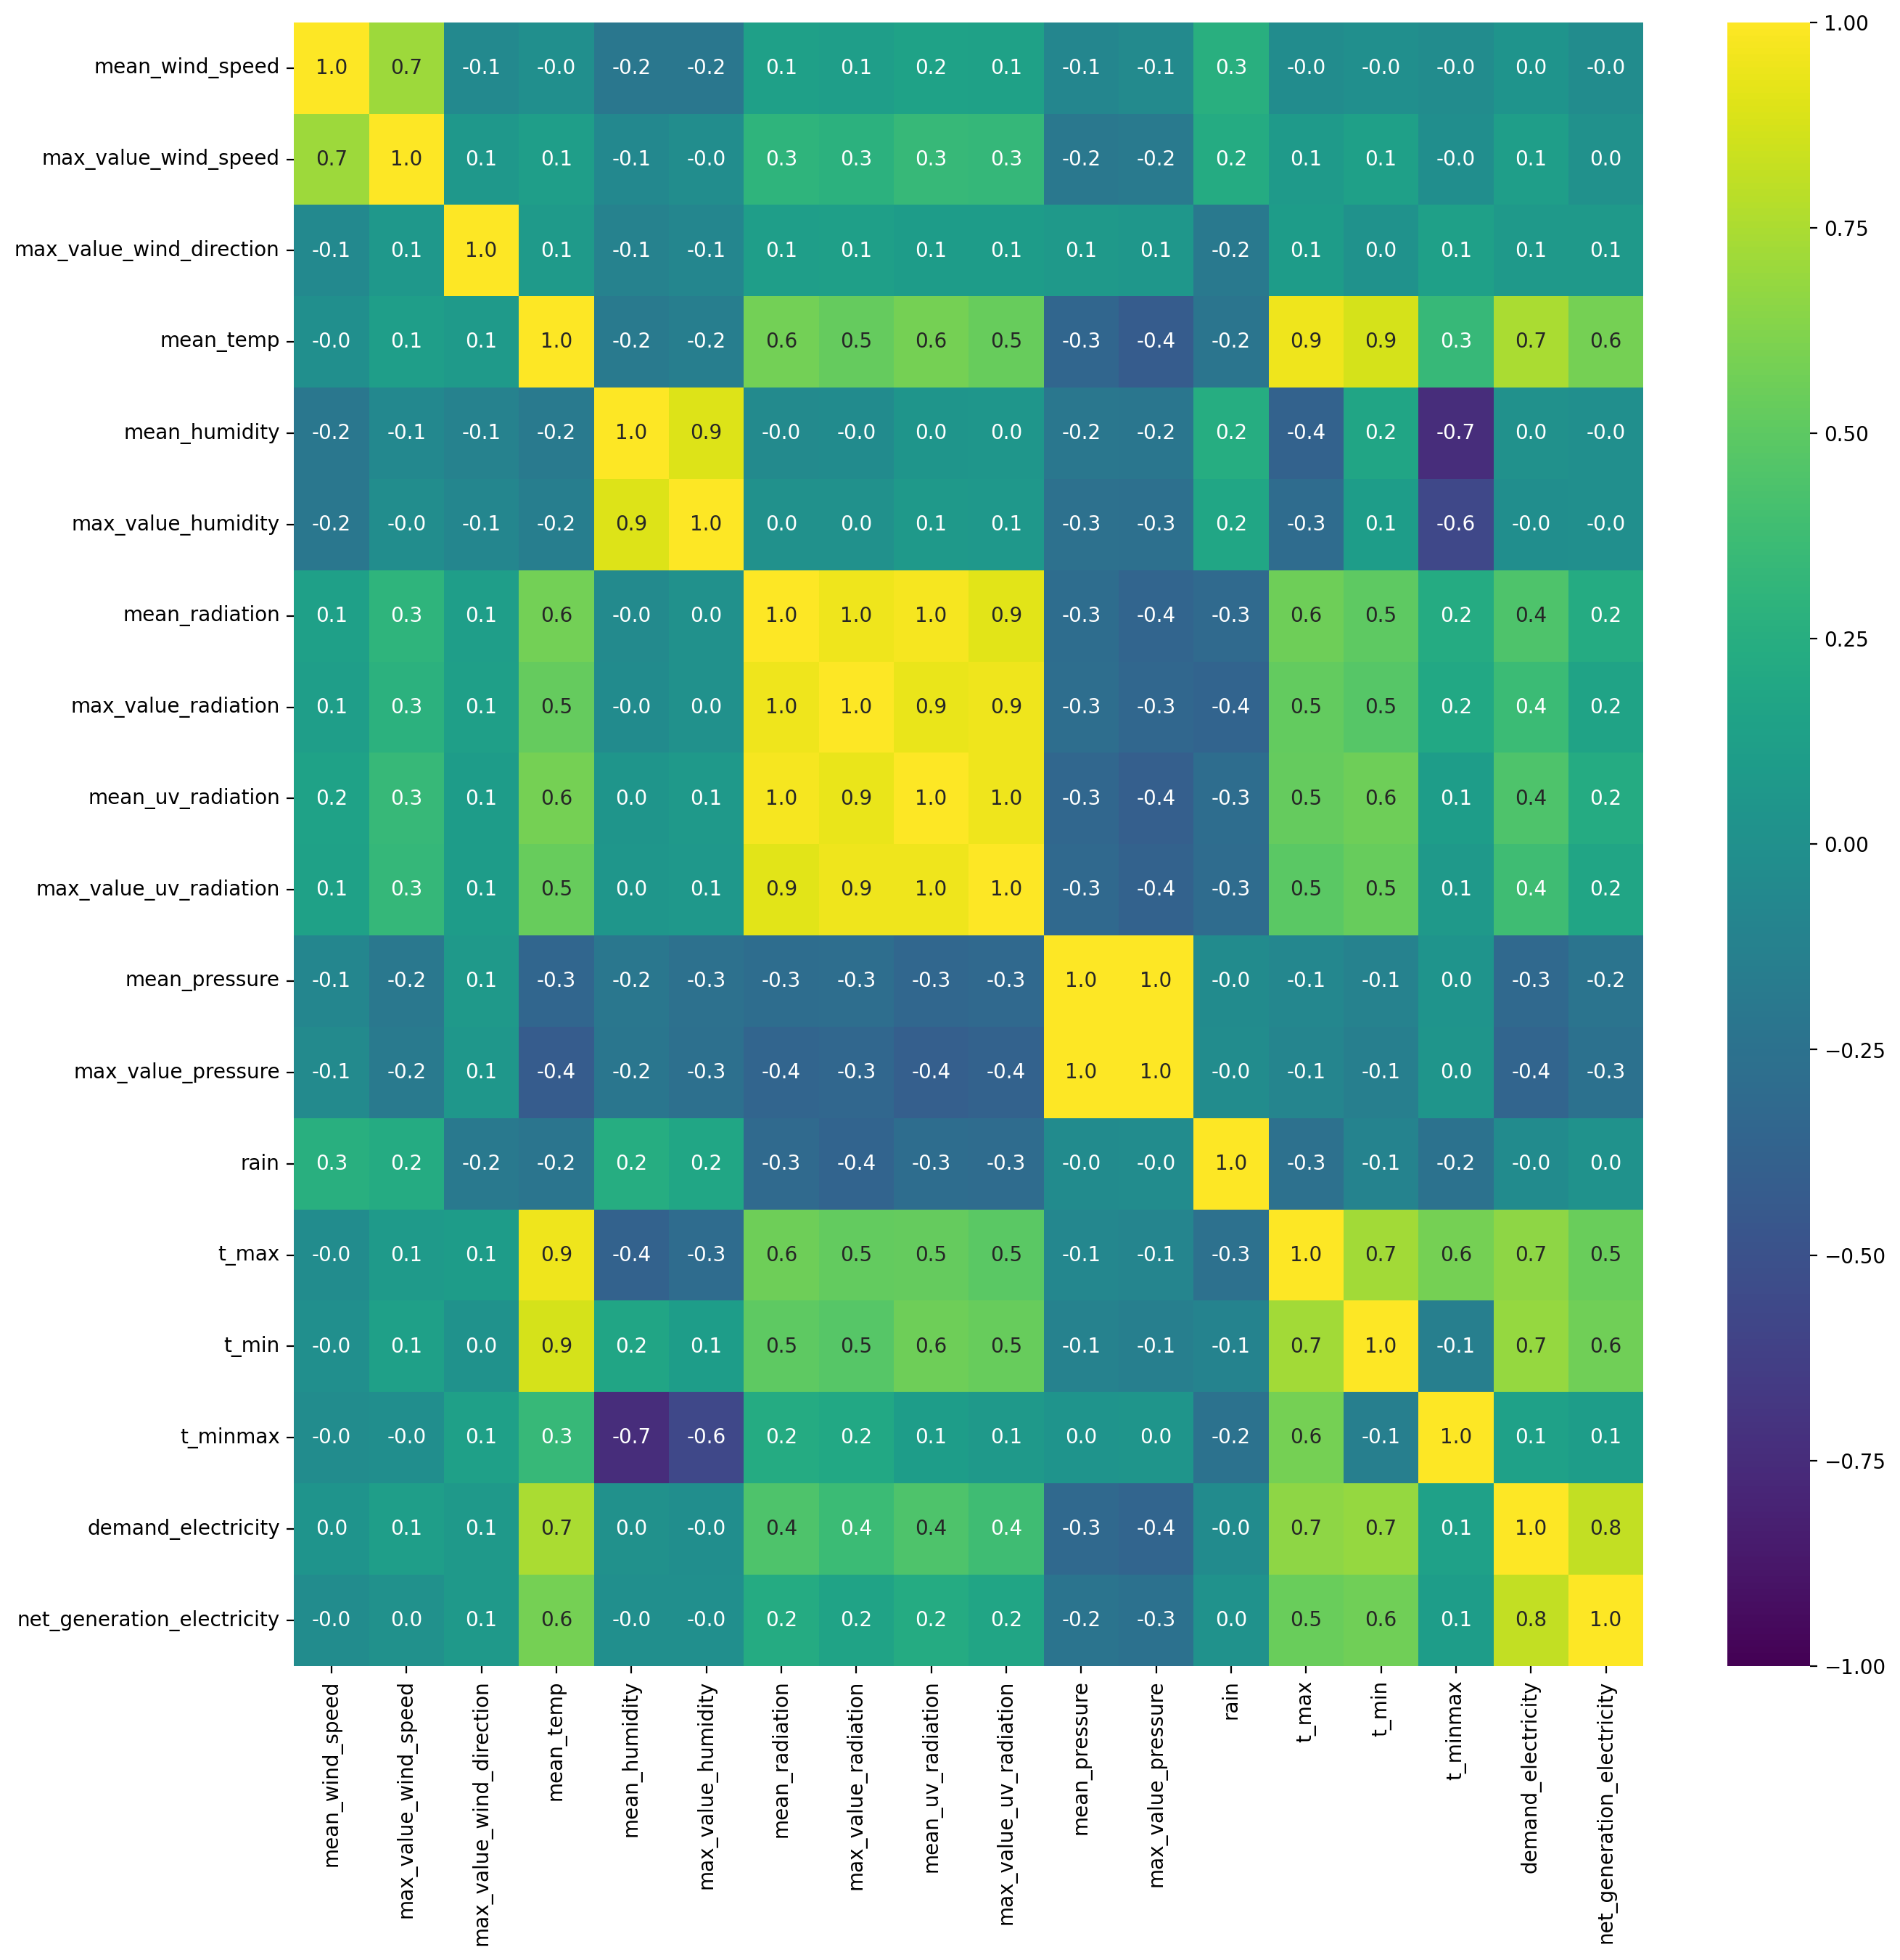 mean_wind_speed 1.0 0.7 -0.1 -0.0 -0.2 -0.2 0.1 0.1 0.2 0.1 -0.1 -0.1 0.3 -0.0 -0.0 -0.0 0.0 -0.0
max_value_wind_speed 0.7 1.0 0.1 0.1 -0.1 -0.0 0.3 0.3 0.3 0.3 -0.2 -0.2 0.2 0.1 0.1 -0.0 0.1 0.0
max_value_wind_direction -0.1 0.1 1.0 0.1 -0.1 -0.1 0.1 0.1 0.1 0.1 0.1 0.1 -0.2 0.1 0.0 0.1 0.1 0.1
mean_temp -0.0 0.1 0.1 1.0 -0.2 -0.2 0.6 0.5 0.6 0.5 -0.3 -0.4 -0.2 0.9 0.9 0.3 0.7 0.6
mean_humidity -0.2 -0.1 -0.1 -0.2 1.0 0.9 -0.0 -0.0 0.0 0.0 -0.2 -0.2 0.2 -0.4 0.2 -0.7 0.0 -0.0
max_value_humidity -0.2 -0.0 -0.1 -0.2 0.9 1.0 0.0 0.0 0.1 0.1 -0.3 -0.3 0.2 -0.3 0.1 -0.6 -0.0 -0.0
mean_radiation 0.1 0.3 0.1 0.6 -0.0 0.0 1.0 1.0 1.0 0.9 -0.3 -0.4 -0.3 0.6 0.5 0.2 0.4 0.2
max_value_radiation 0.1 0.3 0.1 0.5 -0.0 0.0 1.0 1.0 0.9 0.9 -0.3 -0.3 -0.4 0.5 0.5 0.2 0.4 0.2
mean_uv_radiation 0.2 0.3 0.1 0.6 0.0 0.1 1.0 0.9 1.0 1.0 -0.3 -0.4 -0.3 0.5 0.6 0.1 0.4 0.2
max_value_uv_radiation 0.1 0.3 0.1 0.5 0.0 0.1 0.9 0.9 1.0 1.0 -0.3 -0.4 -0.3 0.5 0.5 0.1 0.4 0.2
mean_pressure -0.1 -0.2 0.1 -0.3 -0.2 -0.3 -0.3 -0.3 -0.3 -0.3 1.0 1.0 -0.0 -0.1 -0.1 0.0 -0.3 -0.2
max_value_pressure -0.1 -0.2 0.1 -0.4 -0.2 -0.3 -0.4 -0.3 -0.4 -0.4 1.0 1.0 -0.0 -0.1 -0.1 0.0 -0.4 -0.3
rain 0.3 0.2 -0.2 -0.2 0.2 0.2 -0.3 -0.4 -0.3 -0.3 -0.0 -0.0 1.0 -0.3 -0.1 -0.2 -0.0 0.0
t_max -0.0 0.1 0.1 0.9 -0.4 -0.3 0.6 0.5 0.5 0.5 -0.1 -0.1 -0.3 1.0 0.7 0.6 0.7 0.5
t_min -0.0 0.1 0.0 0.9 0.2 0.1 0.5 0.5 0.6 0.5 -0.1 -0.1 -0.1 0.7 1.0 -0.1 0.7 0.6
t_minmax -0.0 -0.0 0.1 0.3 -0.7 -0.6 0.2 0.2 0.1 0.1 0.0 0.0 -0.2 0.6 -0.1 1.0 0.1 0.1
demand_electricity 0.0 0.1 0.1 0.7 0.0 -0.0 0.4 0.4 0.4 0.4 -0.3 -0.4 -0.0 0.7 0.7 0.1 1.0 0.8
net_generation_electricity -0.0 0.0 0.1 0.6 -0.0 -0.0 0.2 0.2 0.2 0.2 -0.2 -0.3 0.0 0.5 0.6 0.1 0.8 1.0
mean_wind_speed
max_value_wind_speed
max_value_wind_direction
mean_temp
mean_humidity
max_value_humidity
mean_radiation
max_value_radiation
mean_uv_radiation
max_value_uv_radiation
mean_pressure
max_value_pressure
rain
t_max
t_min
t_minmax
demand_electricity
net_generation_electricity
1.00
0.75
0.50
0.25
0.00
−0.25
−0.50
−0.75
−1.00